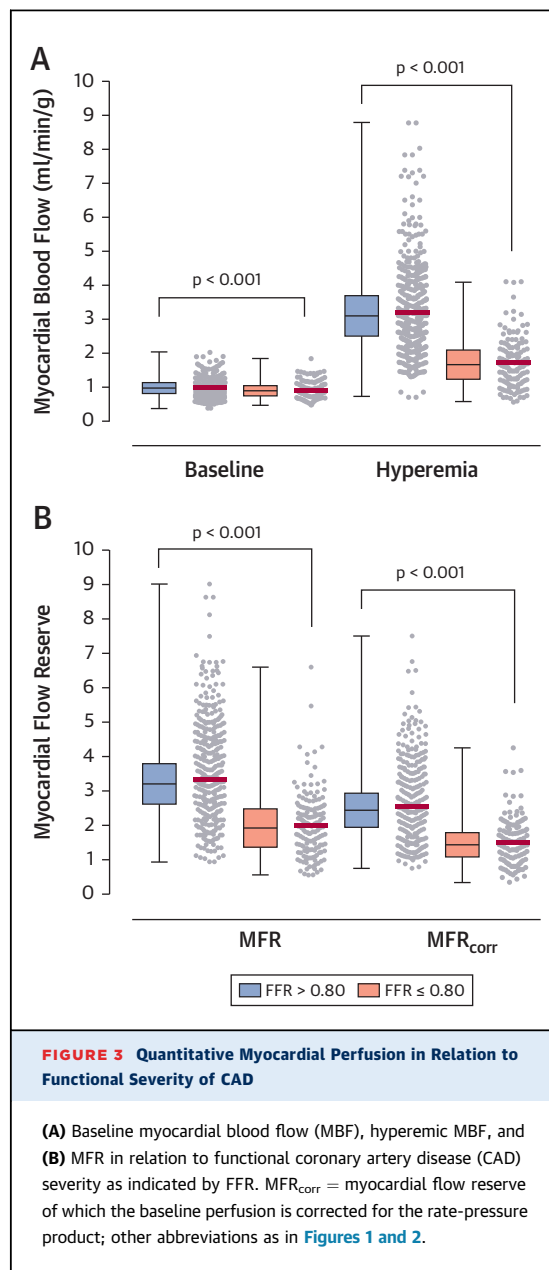 A
Myocardial Blood Flow (ml/min/g)
10
9
8
7
6
5
4
3
2
1
0
p < 0.001
p < 0.001
Baseline
Hyperemia
B
Myocardial Flow Reserve
10
9
8
7
6
5
4
3
2
1
0
p < 0.001
p < 0.001
MFR
MFRcorr
FFR > 0.80
FFR ≤ 0.80
FIGURE 3 Quantitative Myocardial Perfusion in Relation to
Functional Severity of CAD
(A) Baseline myocardial blood flow (MBF), hyperemic MBF, and
(B) MFR in relation to functional coronary artery disease (CAD)
severity as indicated by FFR. MFRcorr = myocardial flow reserve
of which the baseline perfusion is corrected for the rate-pressure
product; other abbreviations as in Figures 1 and 2.